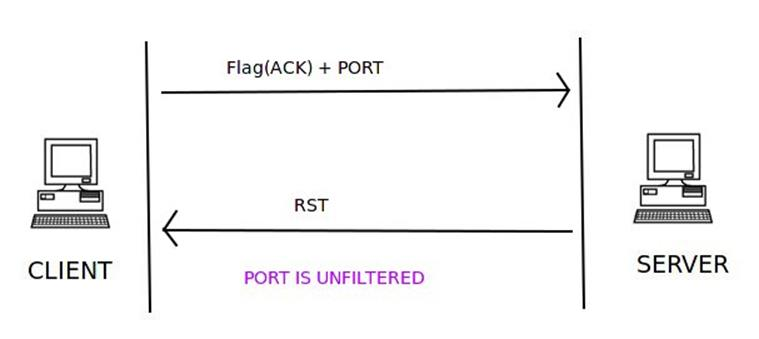 Flag(ACK) + PORT
RST
PORT IS UNFILTERED
CLIENT
SERVER